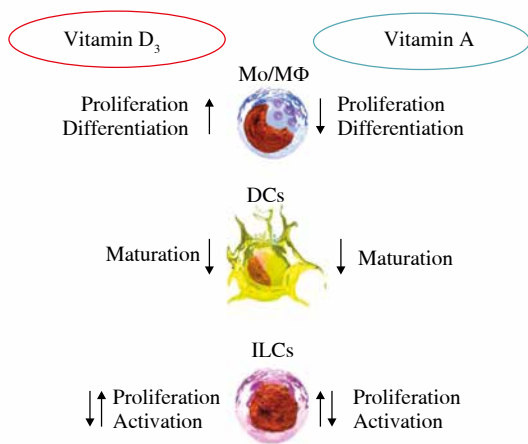 Vitamin D₃
Vitamin A
Mo/MΦ
Proliferation
Differentiation
Proliferation
Differentiation
DCs
Maturation
Maturation
ILCs
Proliferation
Activation
Proliferation
Activation